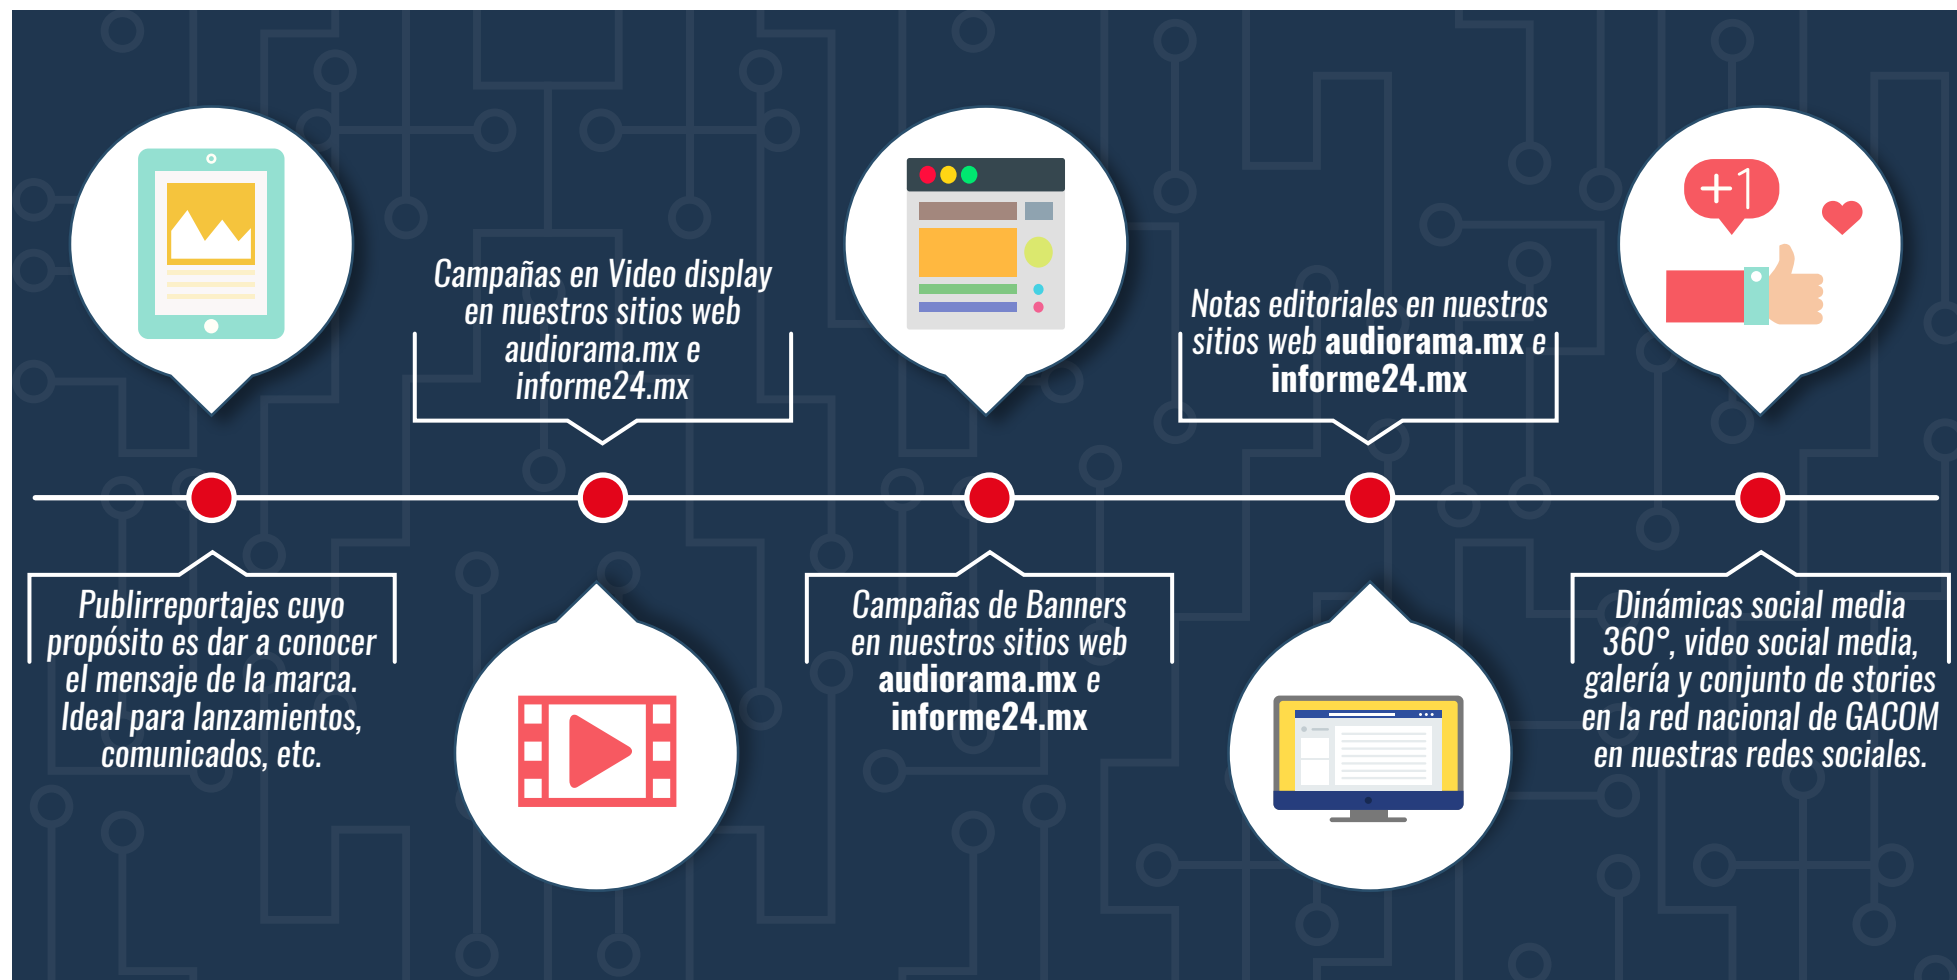 Publirreportajes cuyo
propósito es dar a conocer
el mensaje de la marca.
Ideal para lanzamientos,
comunicados, etc.
Campañas en Video display
en nuestros sitios web
audiorama.mx e
informe24.mx
Campañas de Banners
en nuestros sitios web
audiorama.mx e
informe24.mx
Notas editoriales en nuestros
sitios web audiorama.mx e
informe24.mx
+1
Dinámicas social media
360°, video social media,
galería y conjunto de stories
en la red nacional de GACOM
en nuestras redes sociales.